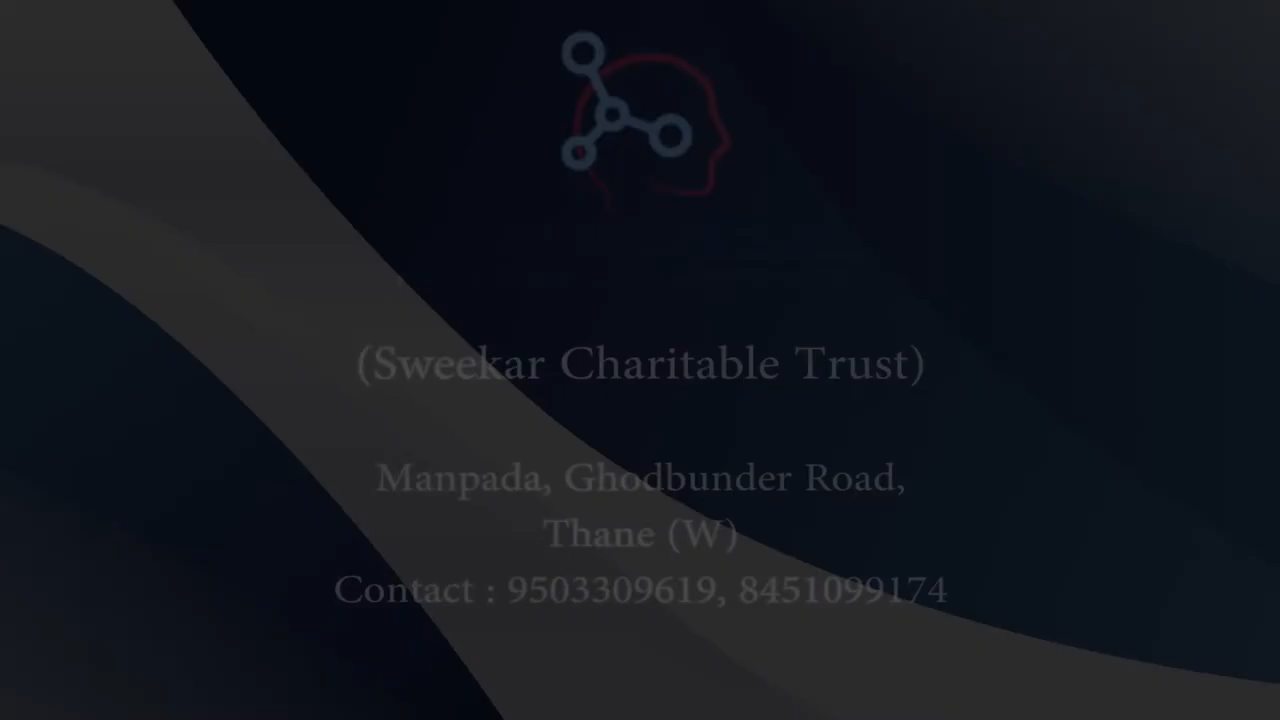 (Sweekar Charitable Trust)
Manpada, Ghodbunder Road,
Thane (W)
Contact : 9503309619, 8451099174